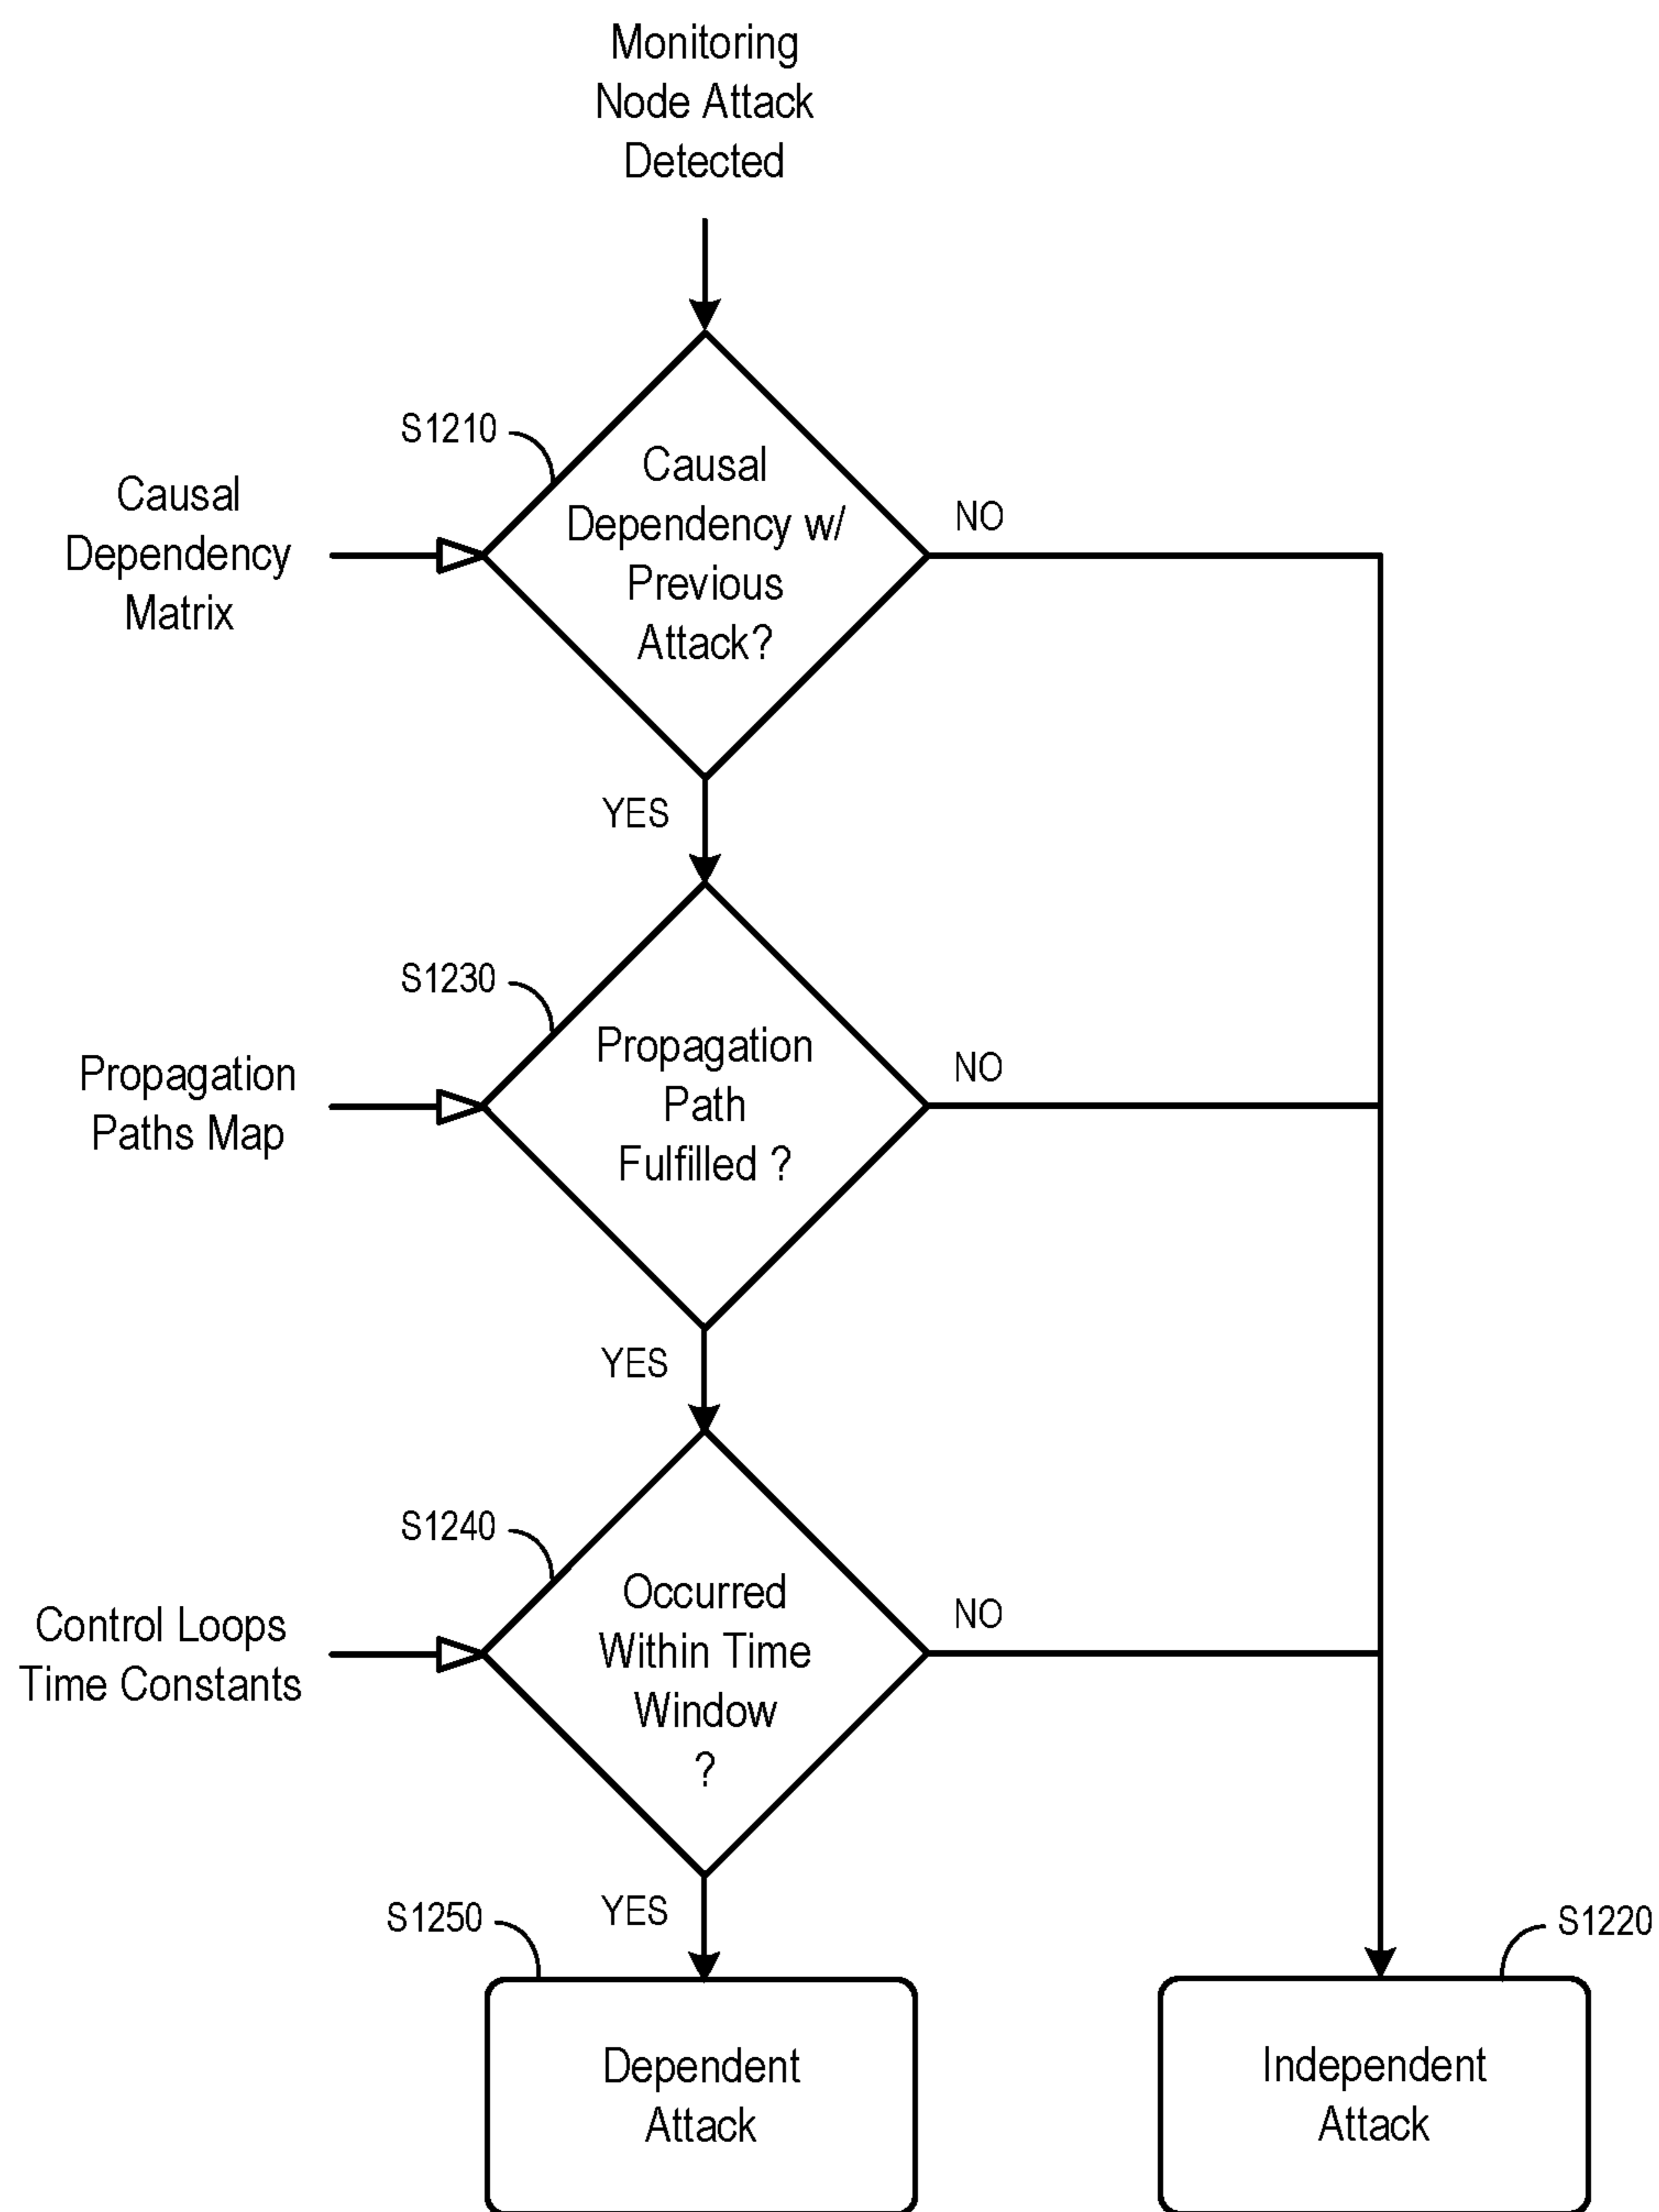 Monitoring
Node Attack
Detected
S1210
Causal
Dependency
Matrix
Causal
Dependency w/
Previous
Attack?
NO
YES
S1230
Propagation
Paths Map
Propagation
Path
Fulfilled ?
NO
YES
S1240
Control Loops
Time Constants
Occurred
Within Time
Window
?
NO
YES
S1250
S1220
Dependent
Attack
Independent
Attack